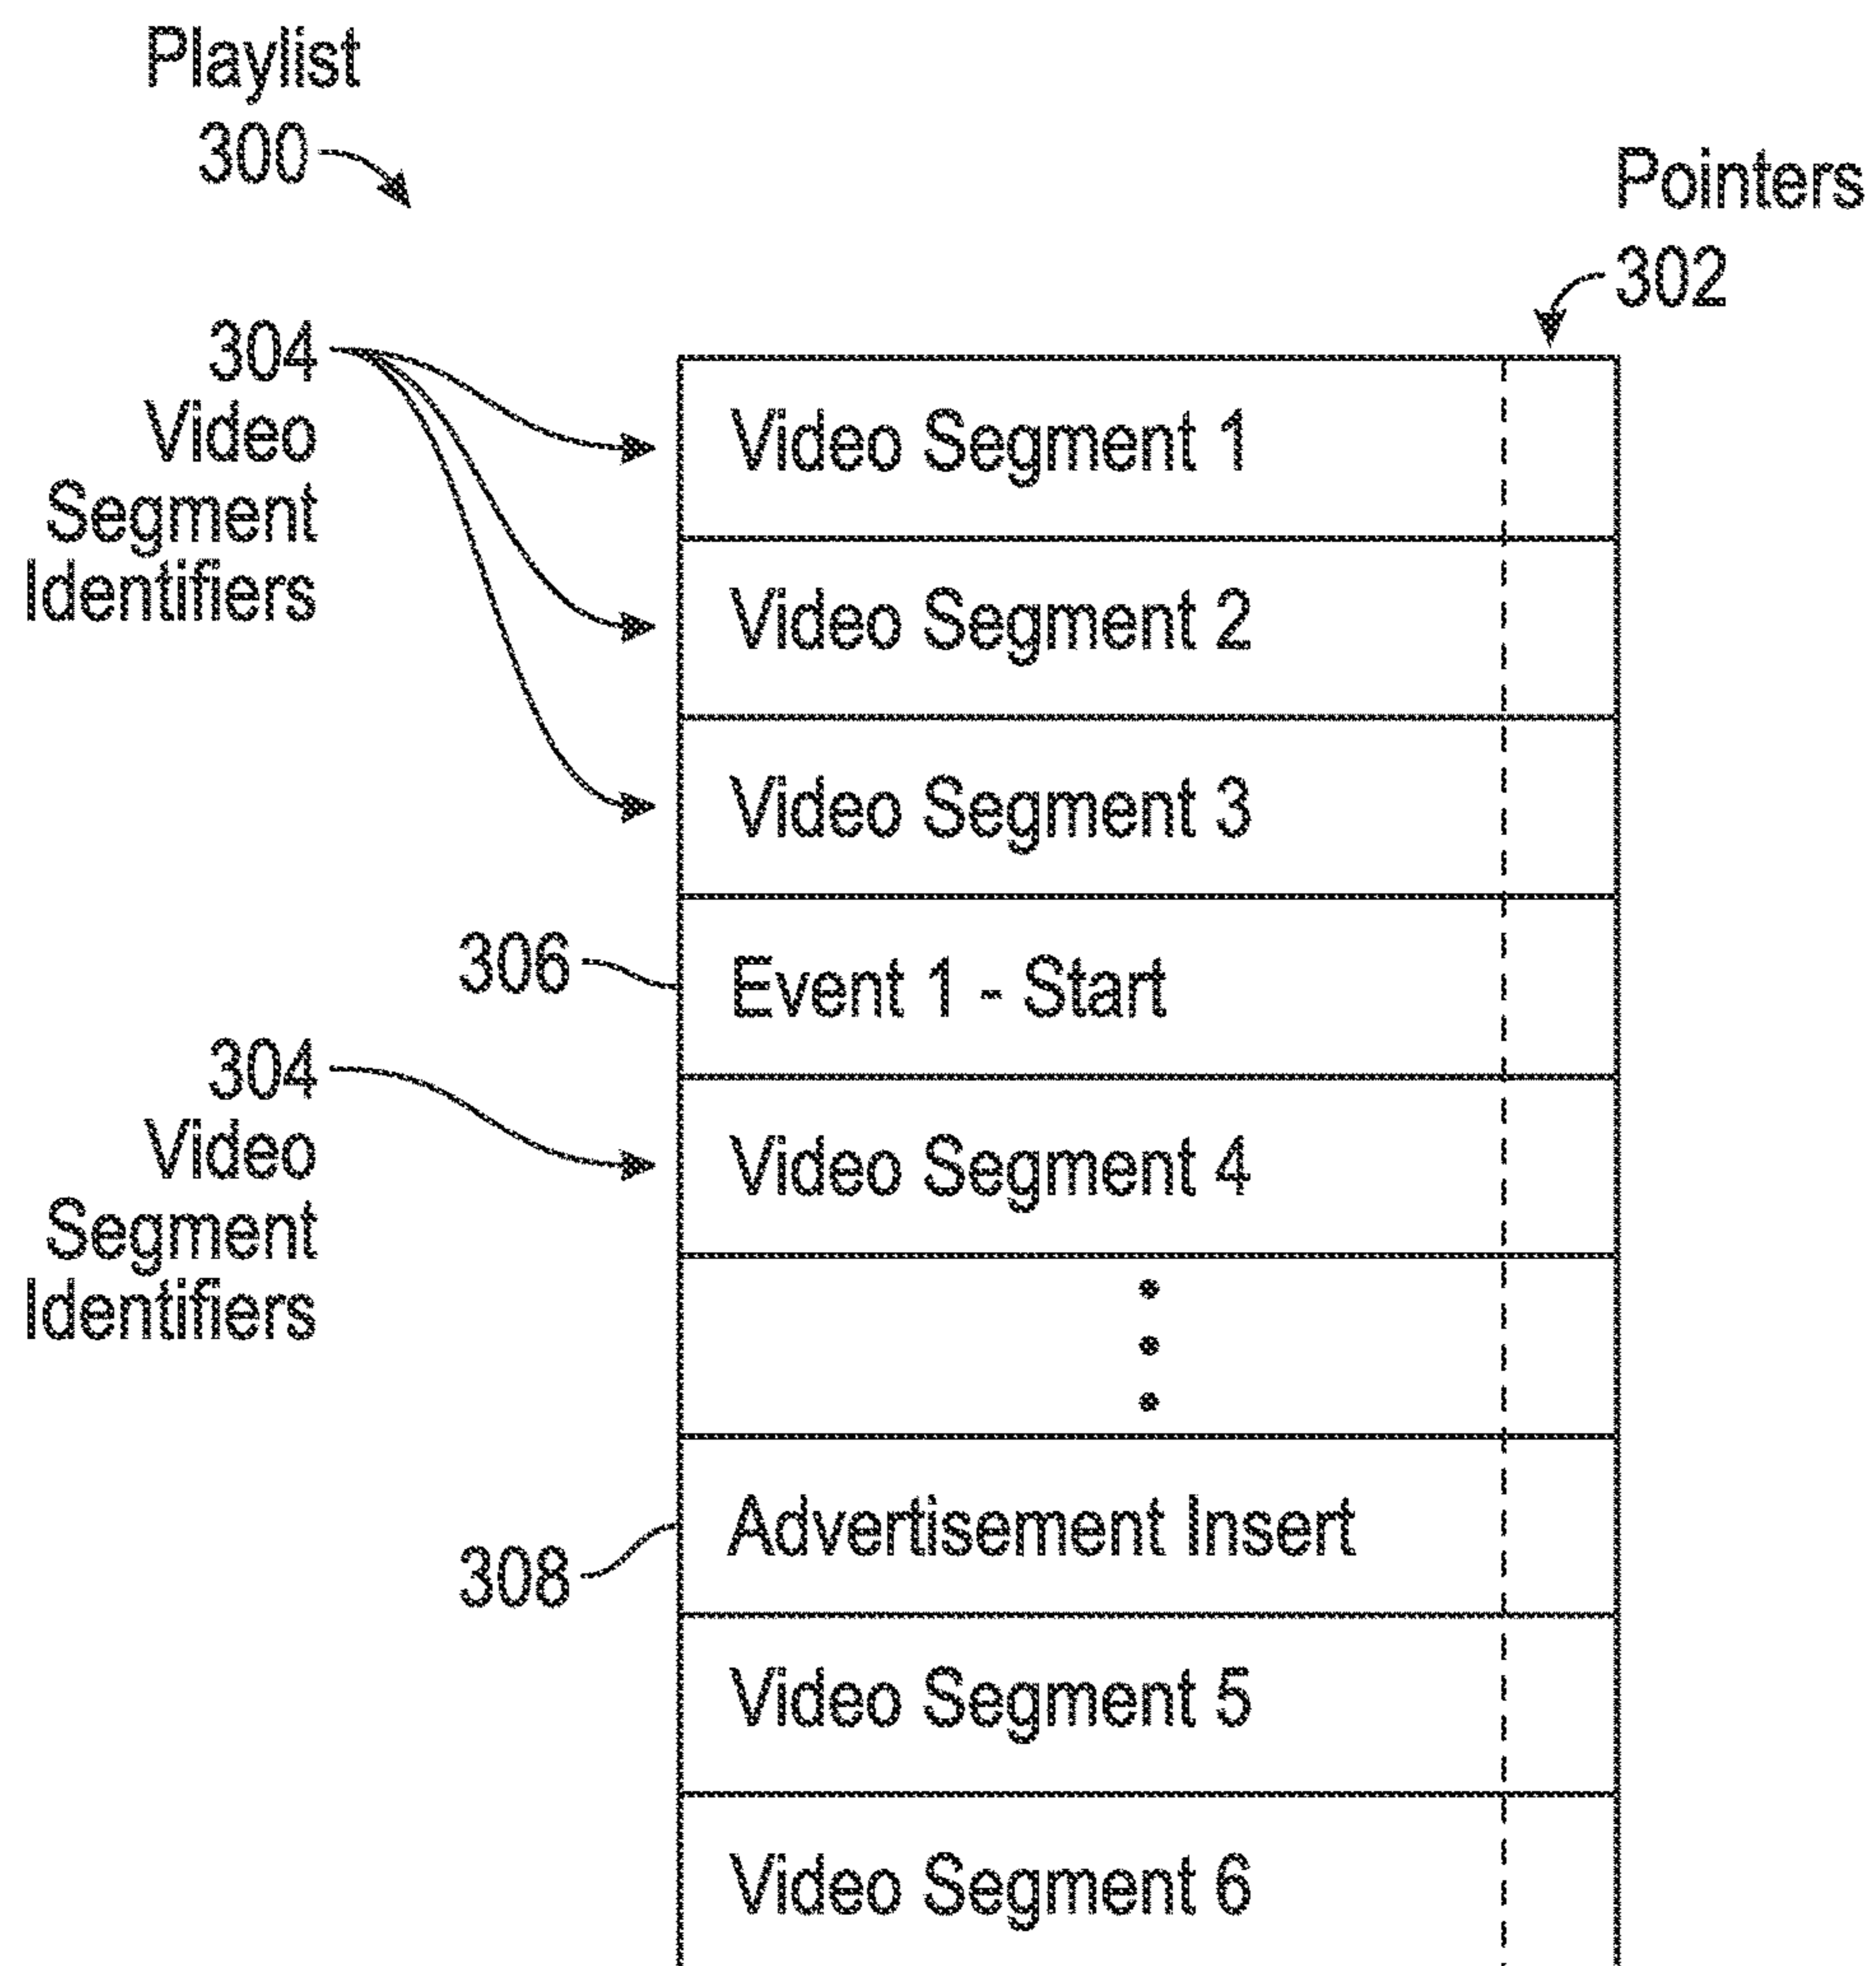 Playlist
300
Pointers
302
304
Video
Segment
Identifiers
Video Segment 1
Video Segment 2
Video Segment 3
306
Event 1 - Start
304
Video
Segment
Identifiers
Video Segment 4
308
Advertisement Insert
Video Segment 5
Video Segment 6